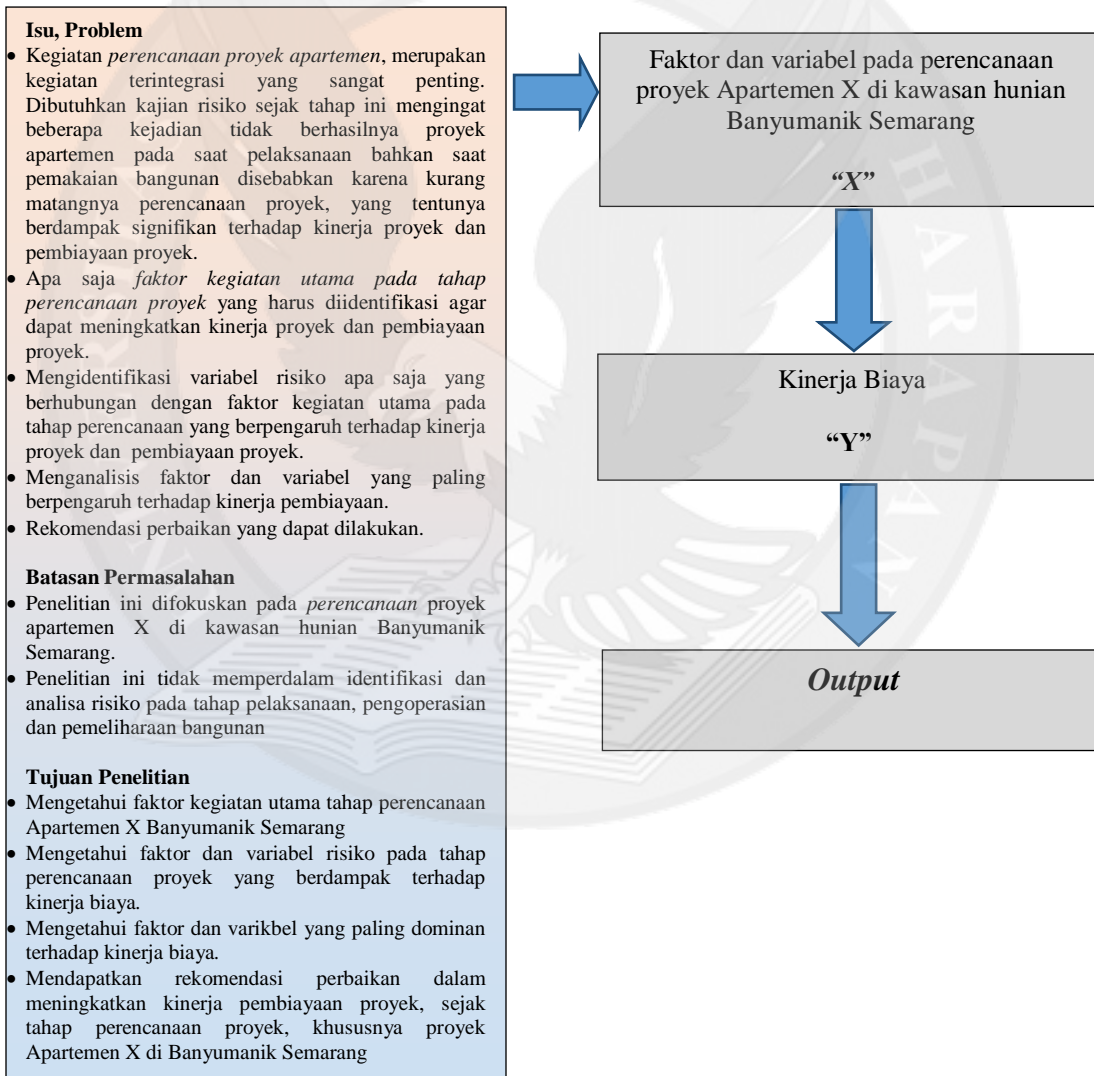 Isu, Problem
• Kegiatan perencanaan proyek apartemen, merupakan
kegiatan terintegrasi yang sangat penting.
Dibutuhkan kajian risiko sejak tahap ini mengingat
beberapa kejadian tidak berhasilnya proyek
apartemen pada saat pelaksanaan bahkan saat
pemakaian bangunan disebabkan karena kurang
matangnya perencanaan proyek, yang tentunya
berdampak signifikan terhadap kinerja proyek dan
pembiayaan proyek.
• Apa saja faktor kegiatan utama pada tahap
perencanaan proyek yang harus diidentifikasi agar
dapat meningkatkan kinerja proyek dan pembiayaan
proyek.
• Mengidentifikasi variabel risiko apa saja yang
berhubungan dengan faktor kegiatan utama pada
tahap perencanaan yang berpengaruh terhadap kinerja
proyek dan pembiayaan proyek.
• Menganalisis faktor dan variabel yang paling
berpengaruh terhadap kinerja pembiayaan.
• Rekomendasi perbaikan yang dapat dilakukan.
Batasan Permasalahan
• Penelitian ini difokuskan pada perencanaan proyek
apartemen X di kawasan hunian Banyumanik
Semarang.
• Penelitian ini tidak memperdalam identifikasi dan
analisa risiko pada tahap pelaksanaan, pengoperasian
dan pemeliharaan bangunan
Tujuan Penelitian
• Mengetahui faktor kegiatan utama tahap perencanaan
Apartemen X Banyumanik Semarang
• Mengetahui faktor dan variabel risiko pada tahap
perencanaan proyek yang berdampak terhadap
kinerja biaya.
• Mengetahui faktor dan varikbel yang paling dominan
terhadap kinerja biaya.
• Mendapatkan rekomendasi perbaikan dalam
meningkatkan kinerja pembiayaan proyek, sejak
tahap perencanaan proyek, khususnya proyek
Apartemen X di Banyumanik Semarang
Faktor dan variabel pada perencanaan
proyek Apartemen X di kawasan hunian
Banyumanik Semarang
“X”
Kinerja Biaya
“Y”
Output
HARAPAN